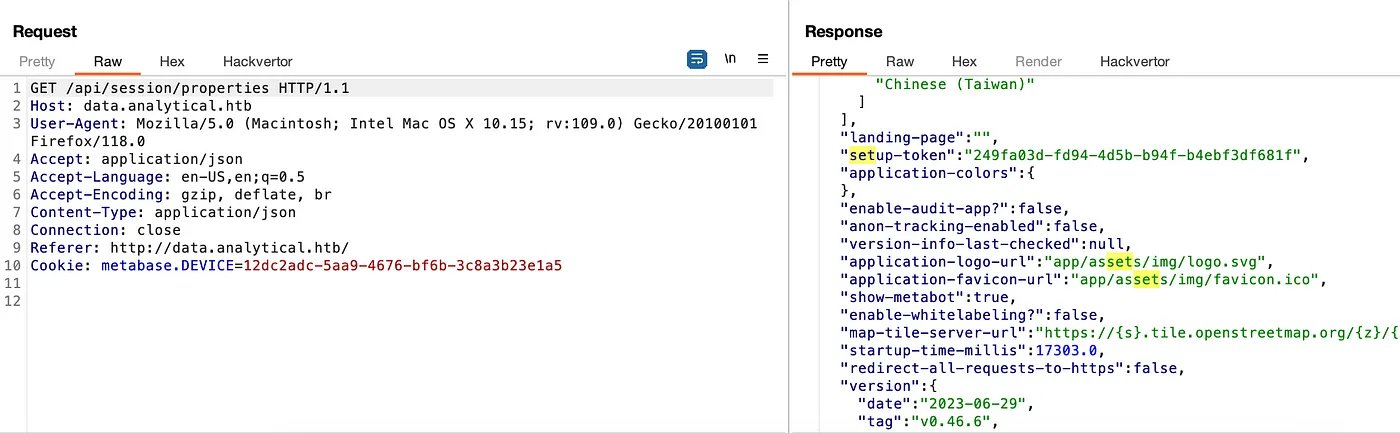 Request
Pretty Raw Hex Hackvertor \n
1 GET /api/session/properties HTTP/1.1
2 Host: data.analytical.htb
3 User-Agent: Mozilla/5.0 (Macintosh; Intel Mac OS X 10.15; rv:109.0) Gecko/20100101
Firefox/118.0
4 Accept: application/json
5 Accept-Language: en-US,en;q=0.5
6 Accept-Encoding: gzip, deflate, br
7 Content-Type: application/json
8 Connection: close
9 Referer: http://data.analytical.htb/
10 Cookie: metabase.DEVICE=12dc2adc-5aa9-4676-bf6b-3c8a3b23e1a5
11
12
Response
Pretty Raw Hex Render Hackvertor
"Chinese (Taiwan)"
]
],
"landing-page":"",
"setup-token":"249fa03d-fd94-4d5b-b94f-b4ebf3df681f",
"application-colors":{
},
"enable-audit-app?":false,
"anon-tracking-enabled":false,
"version-info-last-checked":null,
"application-logo-url":"app/assets/img/logo.svg",
"application-favicon-url":"app/assets/img/favicon.ico",
"show-metabot":true,
"enable-whitelabeling?":false,
"map-tile-server-url":"https://{s}.tile.openstreetmap.org/{z}/{
"startup-time-millis":17303.0,
"redirect-all-requests-to-https":false,
"version":{
"date":"2023-06-29",
"tag":"v0.46.6",